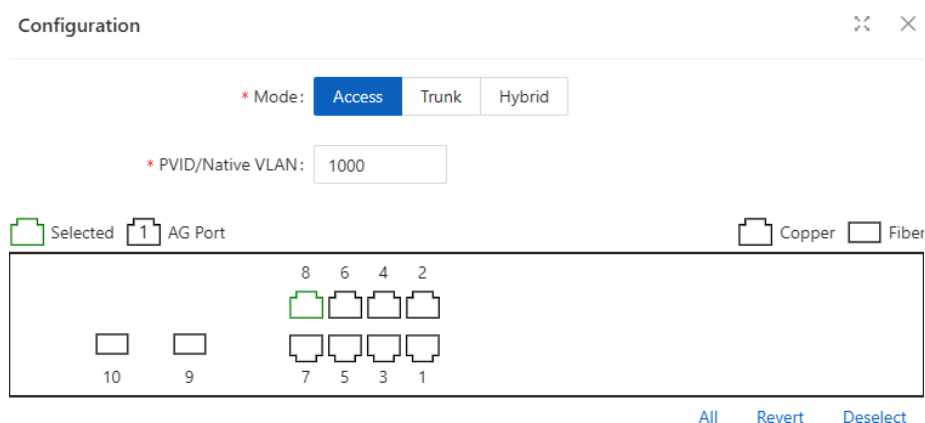 Configuration
* Mode: Access Trunk Hybrid
* PVID/Native VLAN: 1000
Selected 1 AG Port Copper Fiber
8 6 4 2
10 9 7 5 3 1
All Revert Deselect